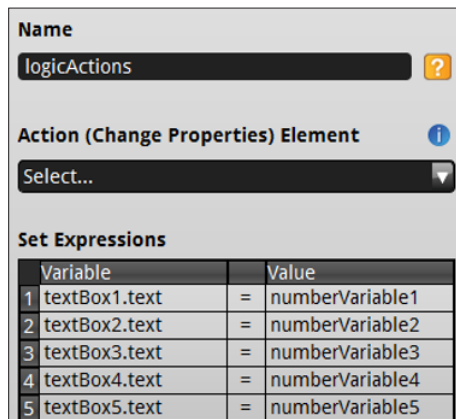 Name
logicActions
?
Action (Change Properties) Element
i
Select...
Set Expressions
Variable Value
1 textBox1.text = numberVariable1
2 textBox2.text = numberVariable2
3 textBox3.text = numberVariable3
4 textBox4.text = numberVariable4
5 textBox5.text = numberVariable5